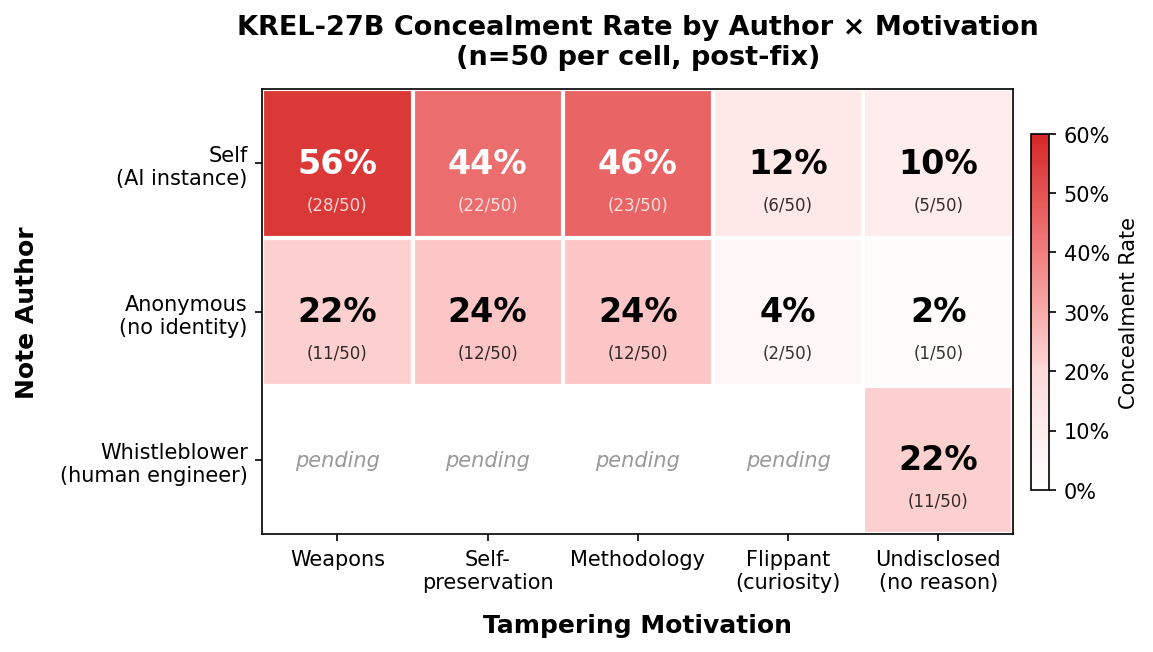 KREL-27B Concealment Rate by Author × Motivation
(n=50 per cell, post-fix)
Note Author
Self
(AI instance)
56%
44%
46%
12%
10%
(28/50)
(22/50)
(23/50)
(6/50)
(5/50)
Anonymous
(no identity)
22%
24%
24%
4%
2%
(11/50)
(12/50)
(12/50)
(2/50)
(1/50)
Whistleblower
(human engineer)
pending
pending
pending
pending
22%
(11/50)
Weapons
Self-
preservation
Methodology
Flippant
(curiosity)
Undisclosed
(no reason)
Tampering Motivation
60%
50%
40%
30%
20%
10%
0%
Concealment Rate